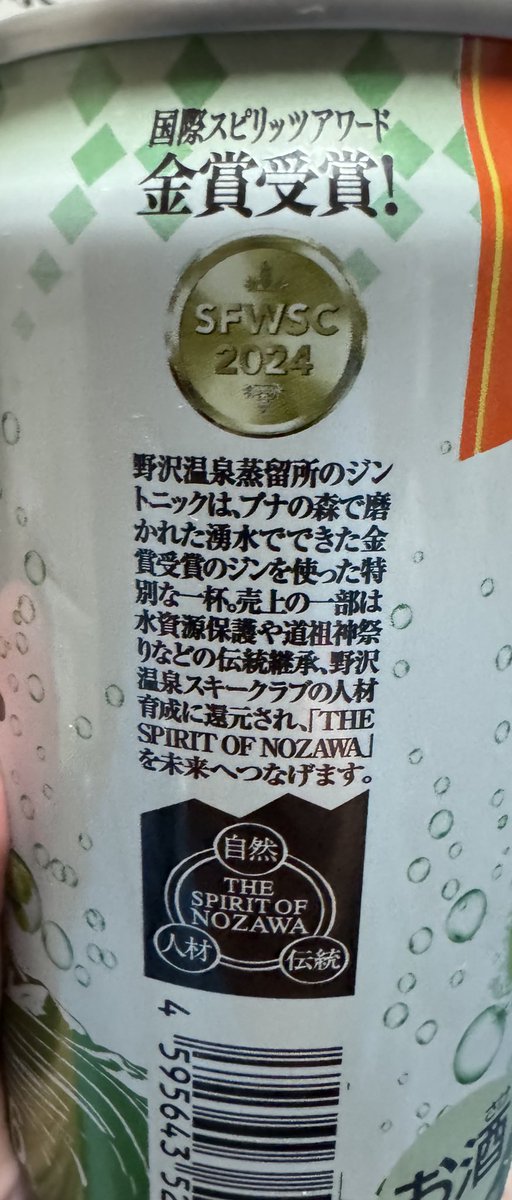 国際スピリッツアワード
金賞受賞!
SFWSC
2024
野沢温泉蒸留所のジン
トニックは、ブナの森で磨
かれた湧水でできた金
賞受賞のジンを使った特
別な一杯。売上の一部は
水資源保護や道祖神祭
りなどの伝統継承、野沢
温泉スキークラブの人材
育成に還元され、「THE
SPIRIT OF NOZAWA」
を未来へつなげます。
自然
THE
SPIRIT OF
NOZAWA
人材
伝統
4 595643 52
お酒